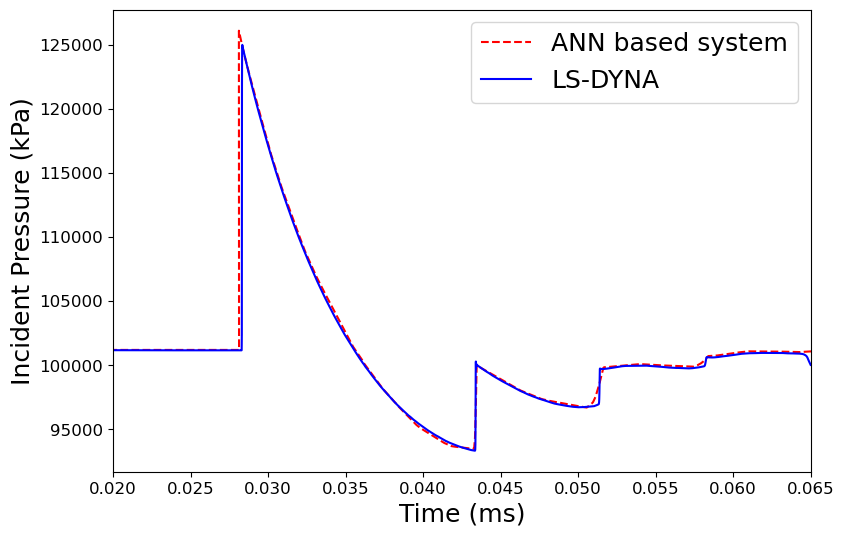 ANN based system
LS-DYNA
125000
120000
115000
110000
105000
100000
95000
Incident Pressure (kPa)
0.020 0.025 0.030 0.035 0.040 0.045 0.050 0.055 0.060 0.065
Time (ms)